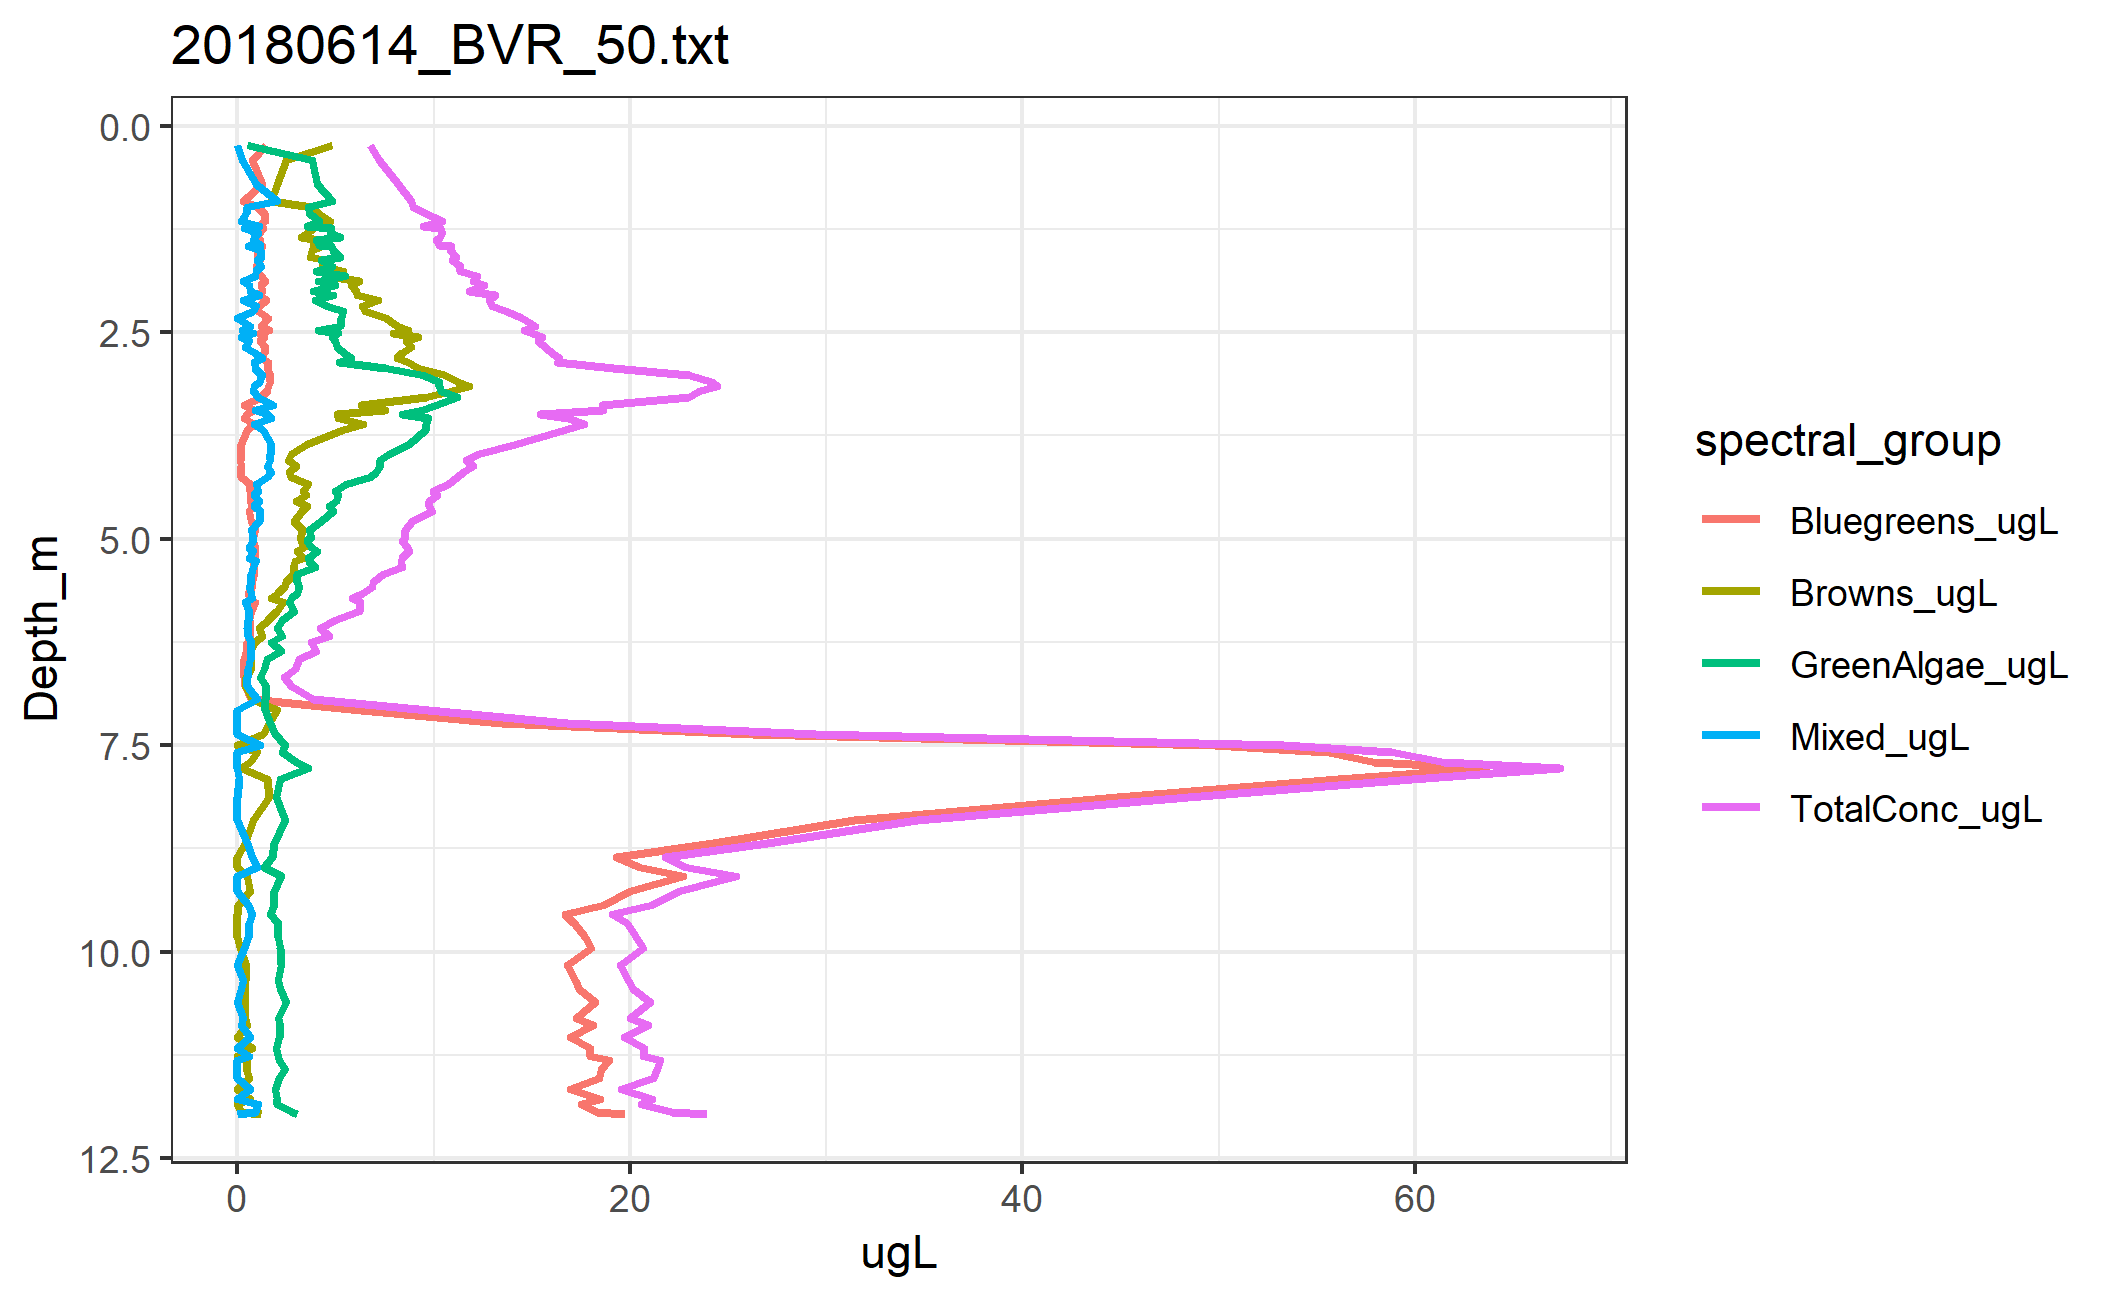 20180614_BVR_50.txt
0.0
2.5
5.0
7.5
10.0
12.5
Depth_m
0 20 40 60
ugL
spectral_group
Bluegreens_ugL
Browns_ugL
GreenAlgae_ugL
Mixed_ugL
TotalConc_ugL